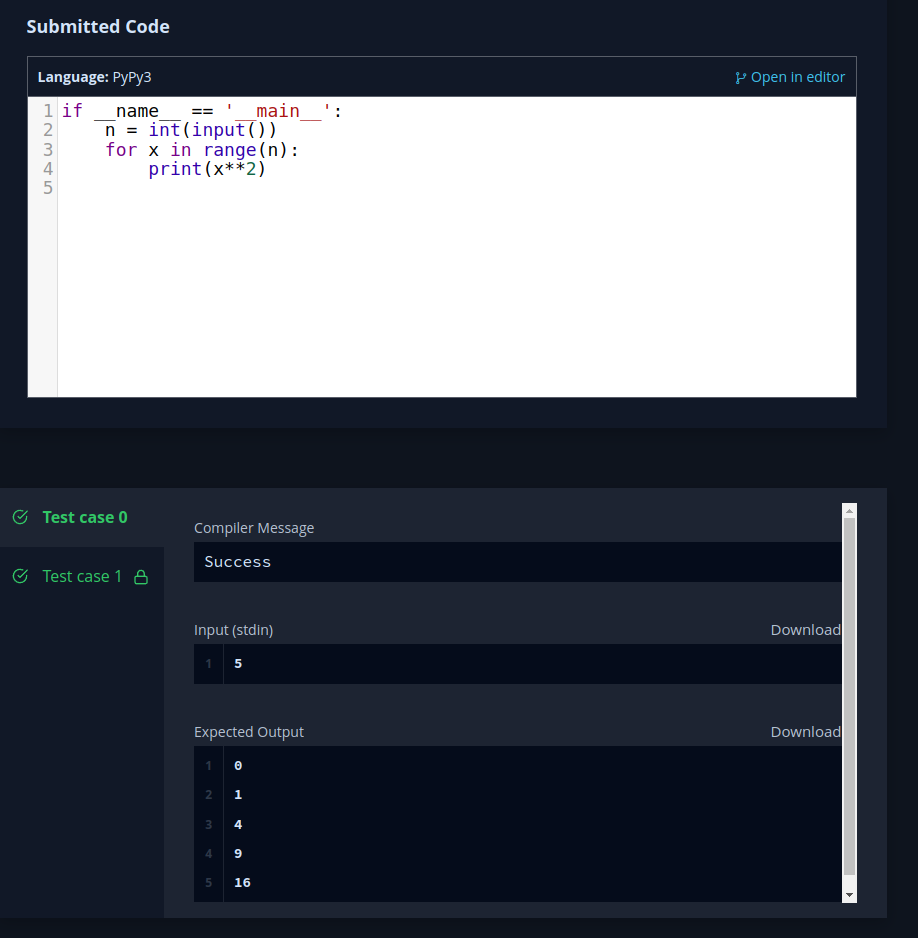 Submitted Code
Language: PyPy3
Open in editor
1 if __name__ == '__main__':
2     n = int(input())
3     for x in range(n):
4         print(x**2)
5
Test case 0
Test case 1
Compiler Message
Success
Input (stdin)
Download
1 5
Expected Output
Download
1 0
2 1
3 4
4 9
5 16